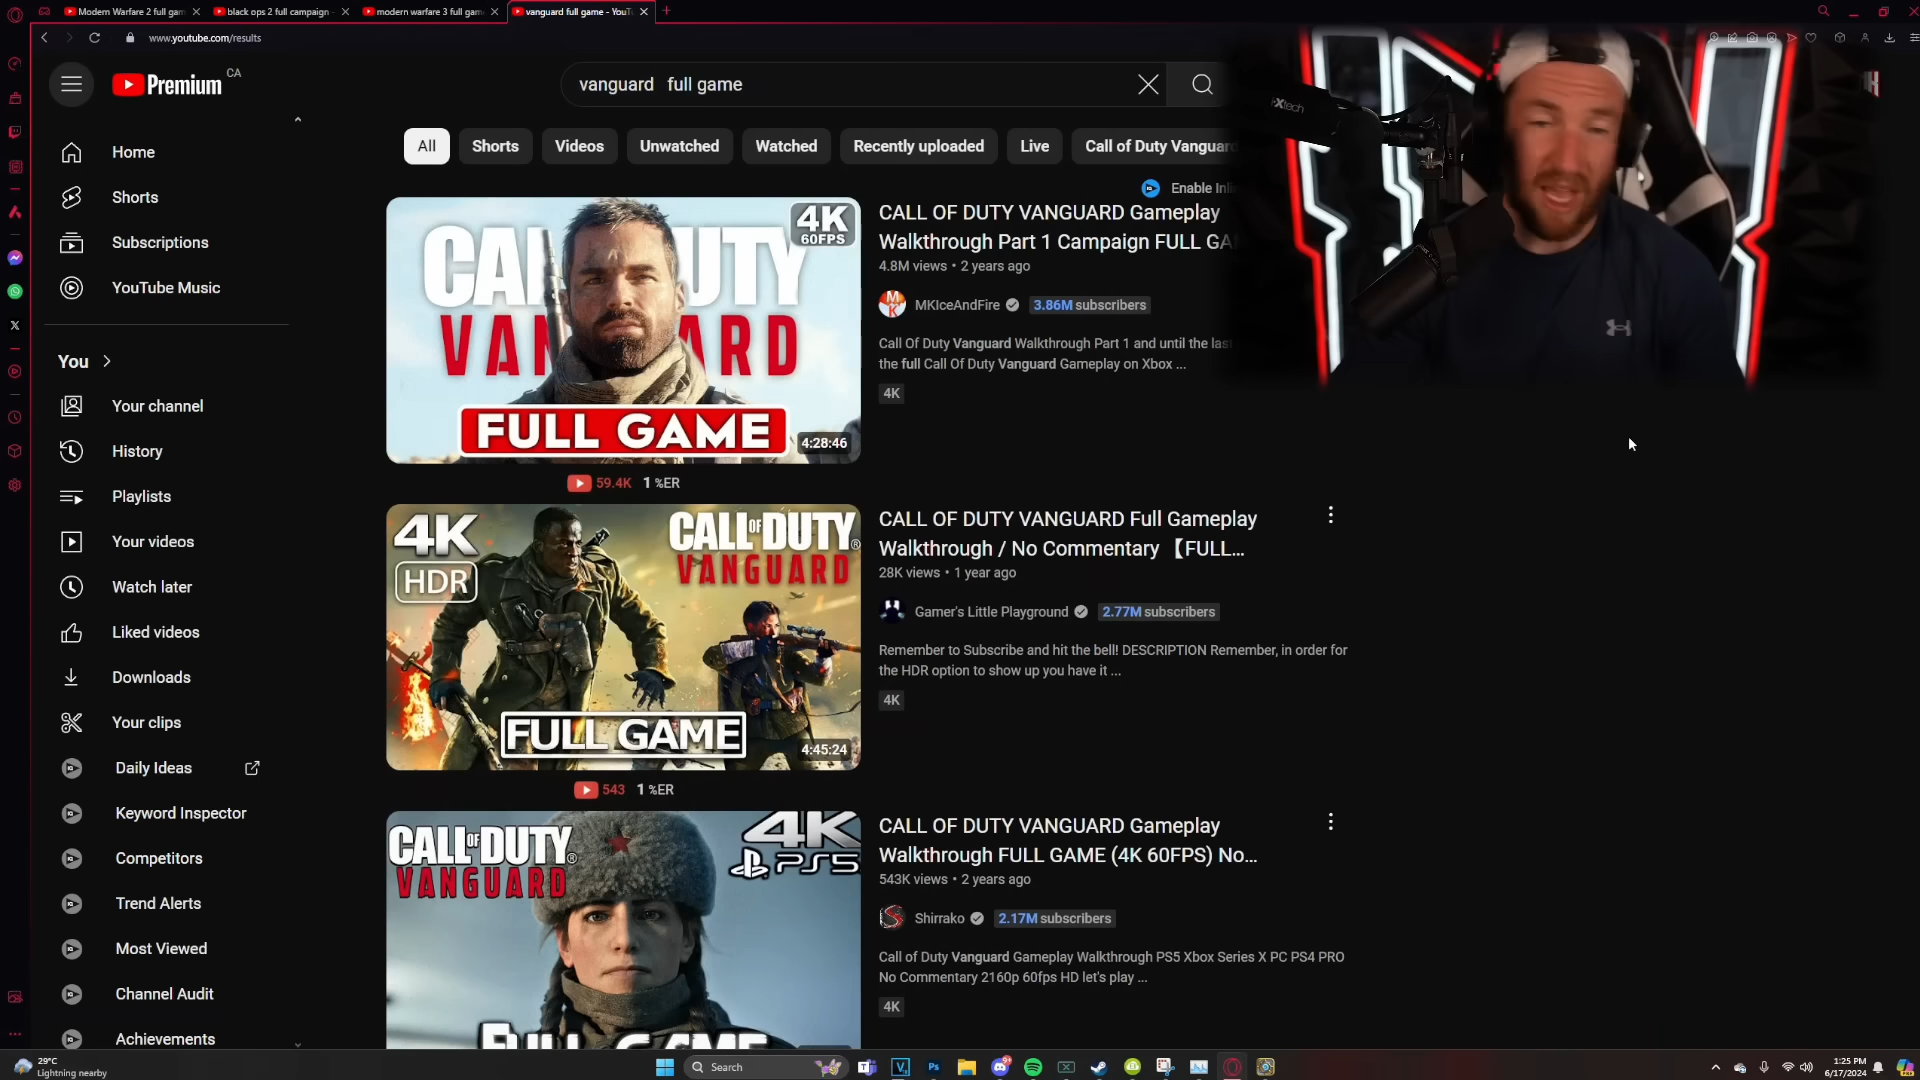 Modern Warfare 2 full gam
black ops 2 full campaign -
modern warfare 3 full gam
vanguard full game - YouT
www.youtube.com/results
Premium
CA
vanguard full game
All
Shorts
Videos
Unwatched
Watched
Recently uploaded
Live
Call of Duty Vanguard
Home
Shorts
Subscriptions
YouTube Music
You
Your channel
History
Playlists
Your videos
Watch later
Liked videos
Downloads
Your clips
Daily Ideas
Keyword Inspector
Competitors
Trend Alerts
Most Viewed
Channel Audit
Achievements
4K
60FPS
VANGUARD
FULL GAME
4:28:46
59.4K 1 %ER
CALL OF DUTY VANGUARD Gameplay
Walkthrough Part 1 Campaign FULL GA
4.8M views • 2 years ago
MKIceAndFire
3.86M subscribers
Call Of Duty Vanguard Walkthrough Part 1 and until the last
the full Call Of Duty Vanguard Gameplay on Xbox ...
4K
4K
HDR
CALL OF DUTY
VANGUARD
FULL GAME
4:45:24
543 1 %ER
CALL OF DUTY VANGUARD Full Gameplay
Walkthrough / No Commentary 【FULL...
28K views • 1 year ago
Gamer's Little Playground
2.77M subscribers
Remember to Subscribe and hit the bell! DESCRIPTION Remember, in order for
the HDR option to show up you have it ...
4K
CALL OF DUTY
VANGUARD
4K
PS5
FULL GAME
CALL OF DUTY VANGUARD Gameplay
Walkthrough FULL GAME (4K 60FPS) No...
543K views • 2 years ago
Shirrako
2.17M subscribers
Call of Duty Vanguard Gameplay Walkthrough PS5 Xbox Series X PC PS4 PRO
No Commentary 2160p 60fps HD let's play ...
4K
29°C
Lightning nearby
Search
1:25 PM
6/17/2024